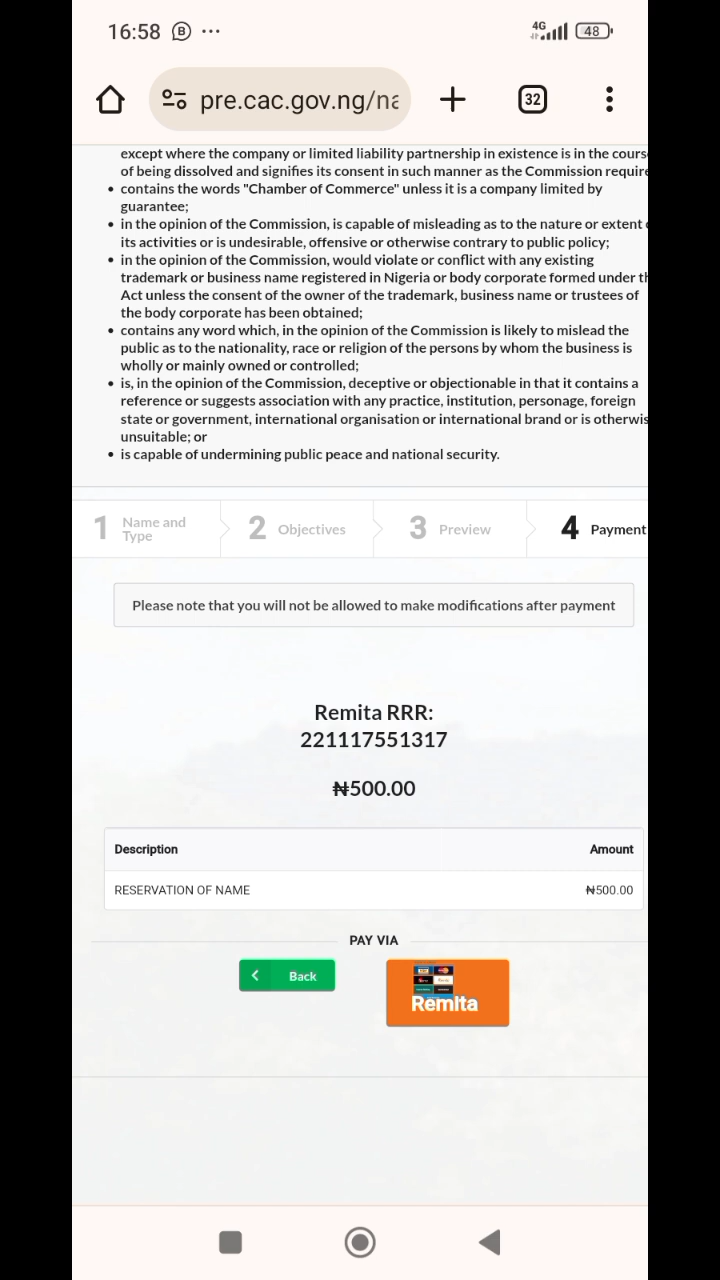 16:58
4G
48
pre.cac.gov.ng/na
32
except where the company or limited liability partnership in existence is in the cours
of being dissolved and signifies its consent in such manner as the Commission require
• contains the words "Chamber of Commerce" unless it is a company limited by
guarantee;
• in the opinion of the Commission, is capable of misleading as to the nature or extent
its activities or is undesirable, offensive or otherwise contrary to public policy;
• in the opinion of the Commission, would violate or conflict with any existing
trademark or business name registered in Nigeria or body corporate formed under th
Act unless the consent of the owner of the trademark, business name or trustees of
the body corporate has been obtained;
• contains any word which, in the opinion of the Commission is likely to mislead the
public as to the nationality, race or religion of the persons by whom the business is
wholly or mainly owned or controlled;
• is, in the opinion of the Commission, deceptive or objectionable in that it contains a
reference or suggests association with any practice, institution, personage, foreign
state or government, international organisation or international brand or is otherwis
unsuitable; or
• is capable of undermining public peace and national security.
1 Name and Type 2 Objectives 3 Preview 4 Payment
Please note that you will not be allowed to make modifications after payment
Remita RRR:
221117551317
₦500.00
Description Amount
RESERVATION OF NAME ₦500.00
PAY VIA
Back
Remita